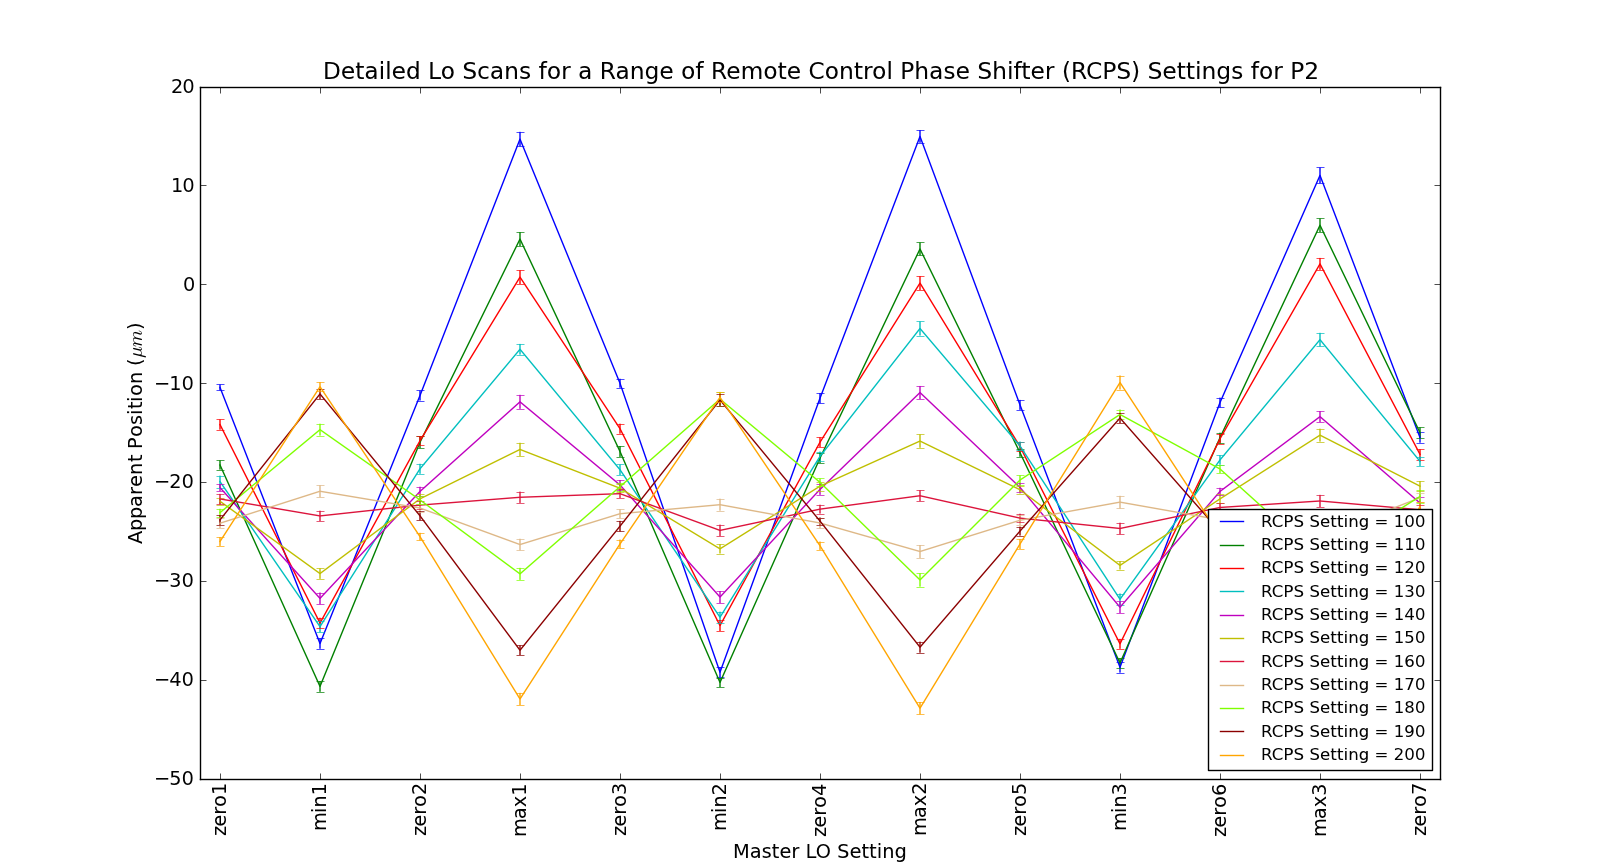 Detailed Lo Scans for a Range of Remote Control Phase Shifter (RCPS) Settings for P2
20
10
0
−10
−20
−30
−40
−50
Apparent Position (μm)
zero1 min1 zero2 max1 zero3 min2 zero4 max2 zero5 min3 zero6 max3 zero7
Master LO Setting
RCPS Setting = 100
RCPS Setting = 110
RCPS Setting = 120
RCPS Setting = 130
RCPS Setting = 140
RCPS Setting = 150
RCPS Setting = 160
RCPS Setting = 170
RCPS Setting = 180
RCPS Setting = 190
RCPS Setting = 200